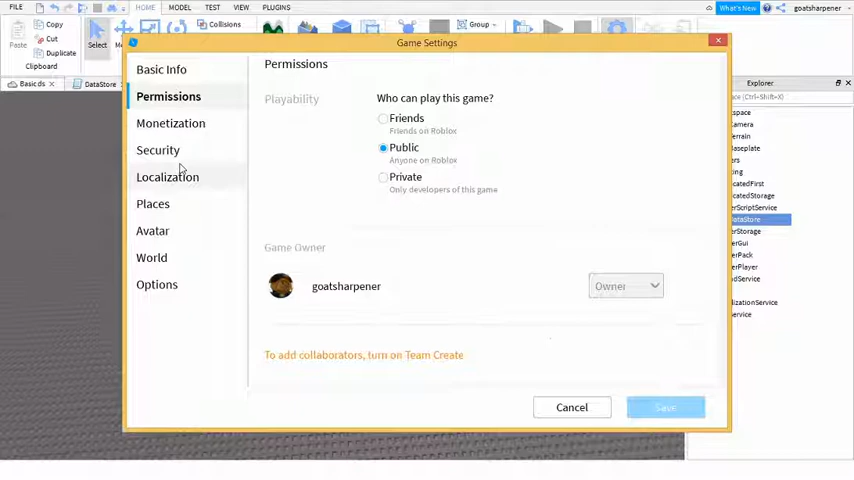 FILE
HOME
MODEL
TEST
VIEW
PLUGINS
What's New
goatsharpener
Paste
Copy
Cut
Duplicate
Clipboard
Select
Collisions
Group
Game Settings
Basic
DataStore
Explorer
(Ctrl+Shift+X)
Basic Info
Permissions
Monetization
Security
Localization
Places
Avatar
World
Options
Permissions
Playability
Who can play this game?
Friends
Friends on Roblox
Public
Anyone on Roblox
Private
Only developers of this game
Game Owner
goatsharpener
Owner
To add collaborators, turn on Team Create
Cancel
Save